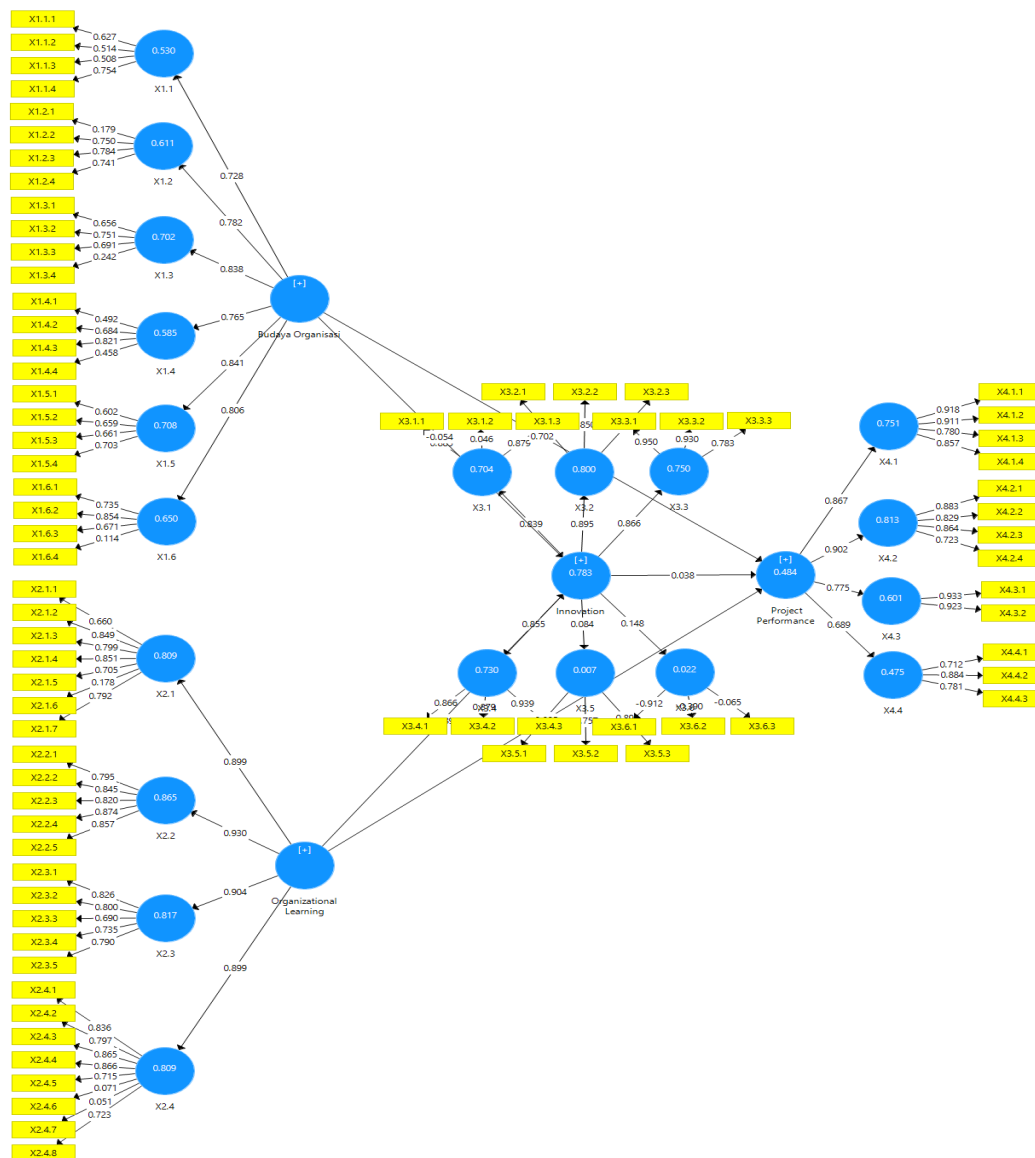 X1.1.1
X1.1.2
X1.1.3
X1.1.4
0.627
0.514
0.508
0.754
0.530
X1.1
X1.2.1
X1.2.2
X1.2.3
X1.2.4
0.179
0.750
0.784
0.741
0.611
X1.2
X1.3.1
X1.3.2
X1.3.3
X1.3.4
0.656
0.751
0.691
0.242
0.702
X1.3
X1.4.1
X1.4.2
X1.4.3
X1.4.4
0.492
0.684
0.821
0.458
0.585
X1.4
X1.5.1
X1.5.2
X1.5.3
X1.5.4
0.602
0.659
0.661
0.703
0.708
X1.5
X1.6.1
X1.6.2
X1.6.3
X1.6.4
0.735
0.854
0.671
0.114
0.650
X1.6
0.728
0.782
0.838
0.765
0.841
0.806
[+]
Budaya Organisasi
X2.1.1
X2.1.2
X2.1.3
X2.1.4
X2.1.5
X2.1.6
X2.1.7
0.660
0.849
0.799
0.851
0.705
0.178
0.792
0.809
X2.1
X2.2.1
X2.2.2
X2.2.3
X2.2.4
X2.2.5
0.795
0.845
0.820
0.874
0.857
0.865
X2.2
X2.3.1
X2.3.2
X2.3.3
X2.3.4
X2.3.5
0.826
0.800
0.690
0.735
0.790
0.817
X2.3
X2.4.1
X2.4.2
X2.4.3
X2.4.4
X2.4.5
X2.4.6
X2.4.7
X2.4.8
0.836
0.797
0.865
0.866
0.715
0.071
0.051
0.723
0.809
X2.4
0.899
0.930
0.904
0.899
[+]
Organizational
Learning
X3.2.1
X3.2.2
X3.2.3
X3.1.1
X3.1.2
X3.1.3
X3.3.1
X3.3.2
X3.3.3
-0.054
0.046
0.879
0.702
0.950
0.930
0.783
0.704
X3.1
0.800
X3.2
0.750
X3.3
0.839
0.895
0.866
[+]
0.783
Innovation
0.038
0.855
0.084
0.148
0.730
0.007
X3.5
0.022
0.866
0.939
-0.912
-0.065
X3.4.1
X3.4.2
X3.4.3
X3.6.1
X3.6.2
X3.6.3
X3.5.1
X3.5.2
X3.5.3
[+]
0.484
Project
Performance
0.867
0.902
0.775
0.689
0.751
X4.1
0.918
0.911
0.780
0.857
X4.1.1
X4.1.2
X4.1.3
X4.1.4
0.813
X4.2
0.883
0.829
0.864
0.723
X4.2.1
X4.2.2
X4.2.3
X4.2.4
0.601
X4.3
0.933
0.923
X4.3.1
X4.3.2
0.475
X4.4
0.712
0.884
0.781
X4.4.1
X4.4.2
X4.4.3